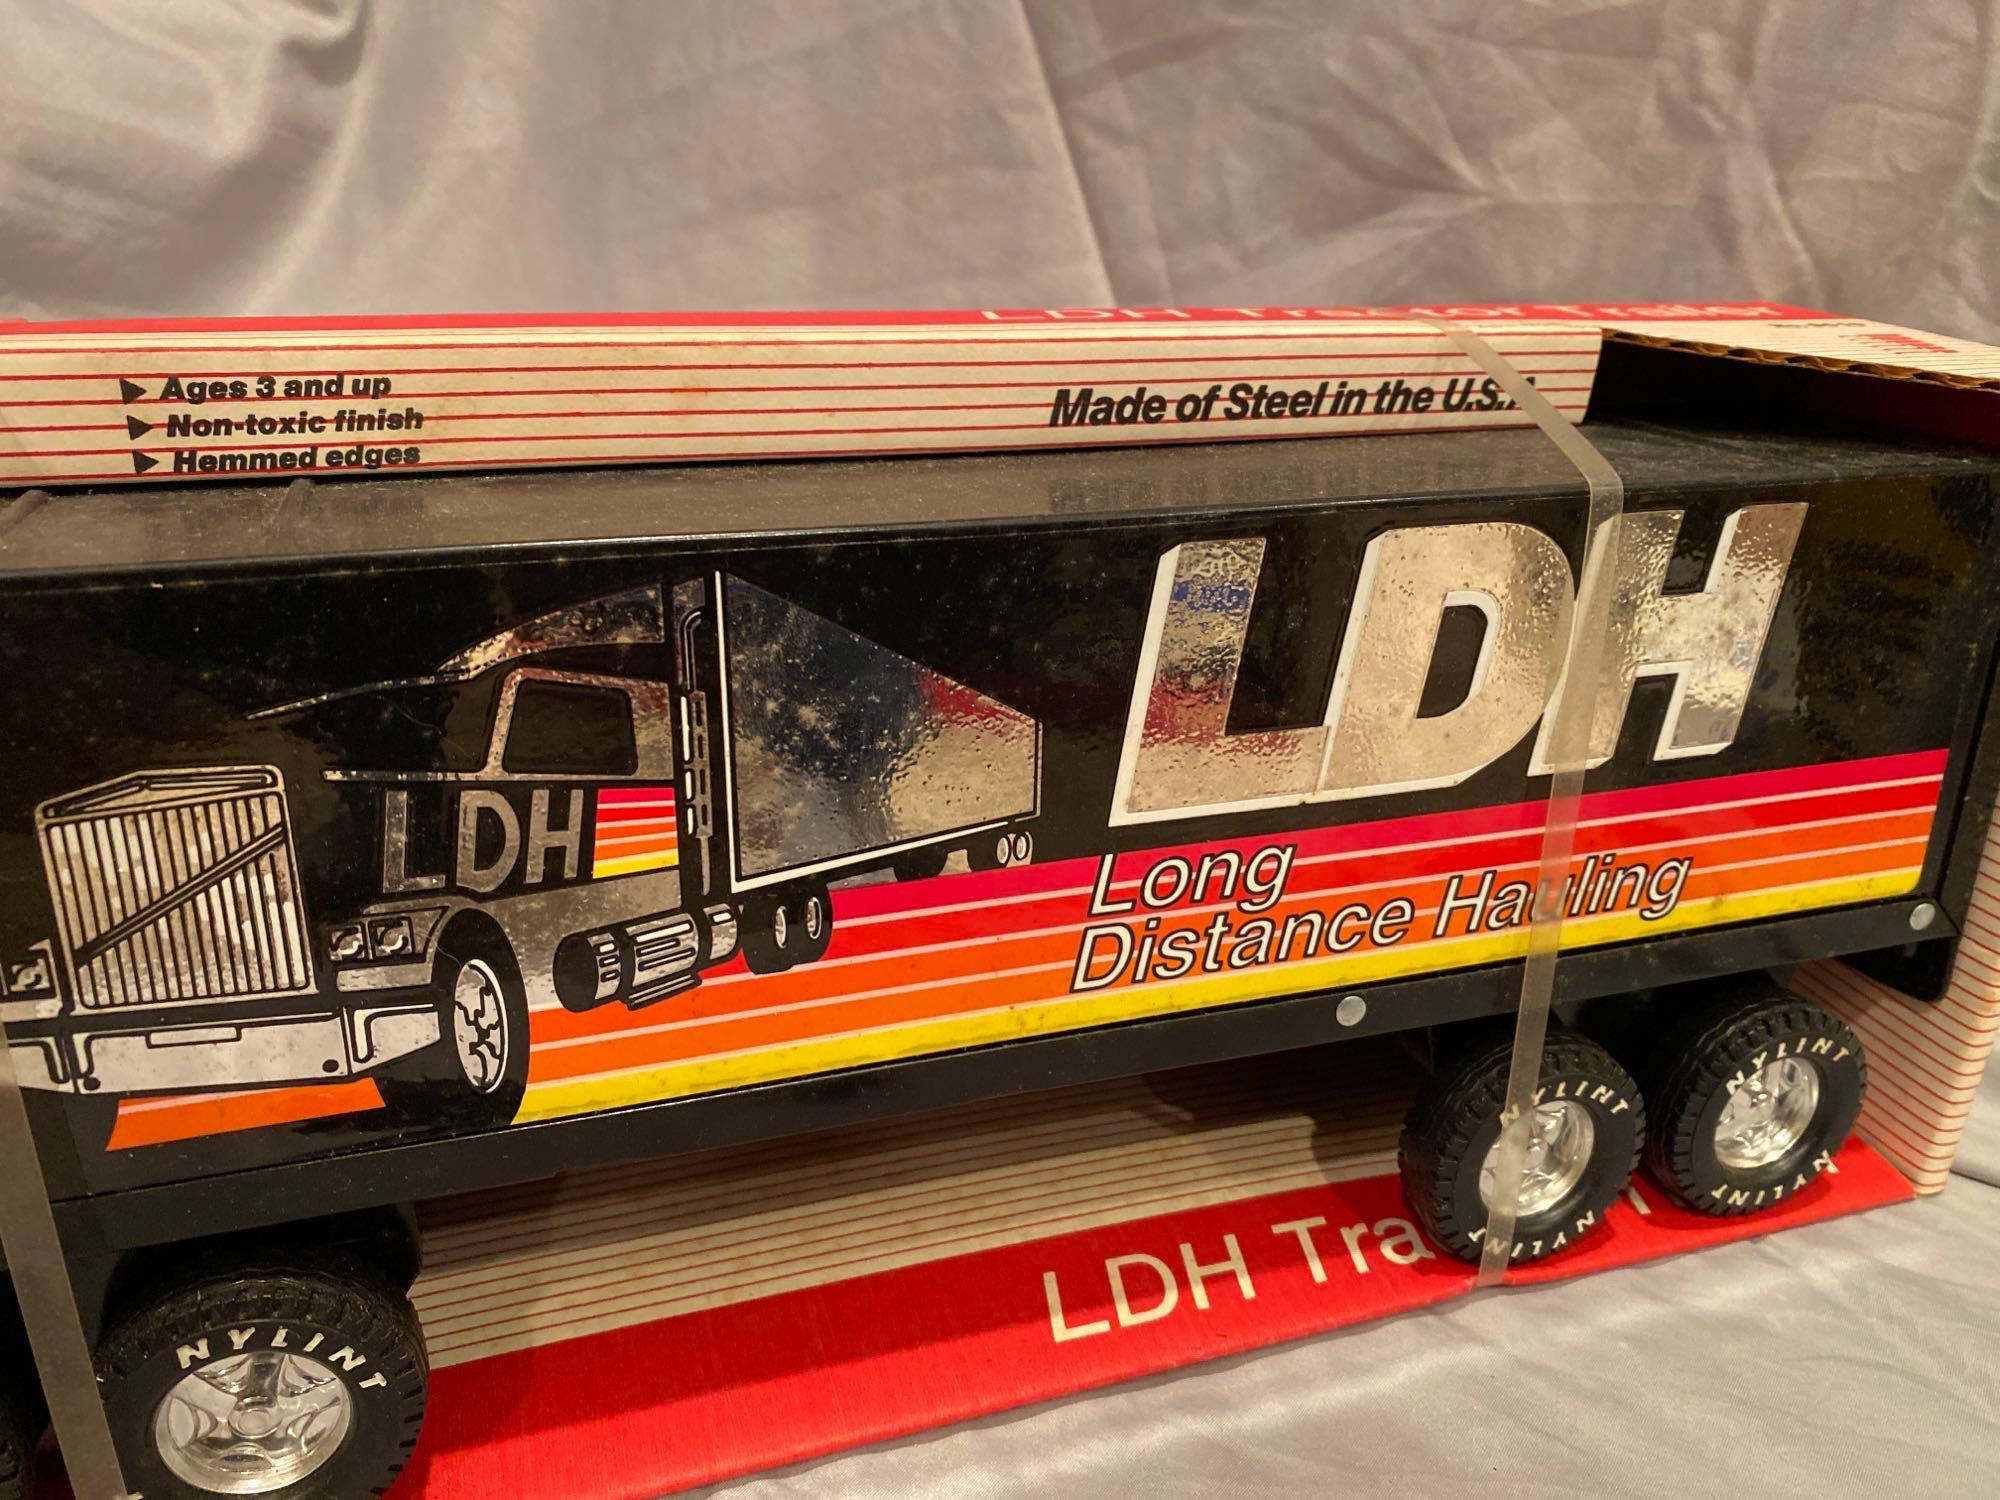 LDH Tractor Trailer
Ages 3 and up
Non-toxic finish
Hemmed edges
Made of Steel in the U.S.
LDH
LDH
Long
Distance Hauling
NYLINT
NYLINT
NYLINT
NYLINT
NYLINT
LDH